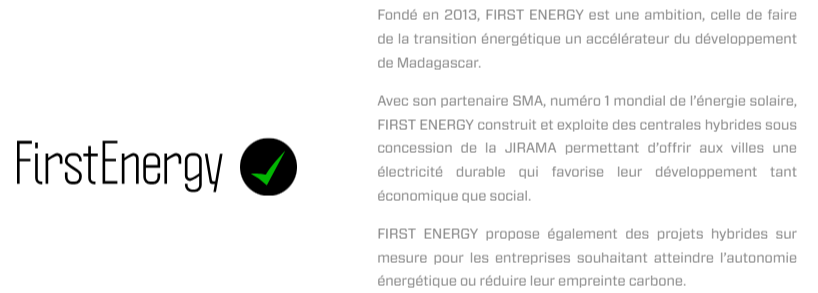 FirstEnergy
Fondé en 2013, FIRST ENERGY est une ambition, celle de faire
de la transition énergétique un accélérateur du développement
de Madagascar.
Avec son partenaire SMA, numéro 1 mondial de l'énergie solaire,
FIRST ENERGY construit et exploite des centrales hybrides sous
concession de la JIRAMA permettant d'offrir aux villes une
électricité durable qui favorise leur développement tant
économique que social.
FIRST ENERGY propose également des projets hybrides sur
mesure pour les entreprises souhaitant atteindre l'autonomie
énergétique ou réduire leur empreinte carbone.